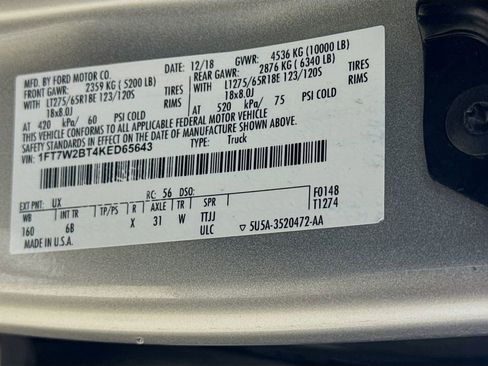 MFD. BY FORD MOTOR CO. 12/18 GVWR: 4536 KG (10000 LB)
FRONT GAWR: 2359 KG (5200 LB) REAR GAWR: 2876 KG (6340 LB)
WITH LT275/65R18E 123/120S TIRES WITH LT275/65R18E 123/120S TIRES
18x8.0J RIMS 18x8.0J RIMS
AT 420 kPa/ 60 PSI COLD AT 520 kPa/ 75 PSI COLD
THIS VEHICLE CONFORMS TO ALL APPLICABLE FEDERAL MOTOR VEHICLE
SAFETY STANDARDS IN EFFECT ON THE DATE OF MANUFACTURE SHOWN ABOVE.
VIN: 1FT7W2BT4KED65643 TYPE: Truck
EXT PNT: UX RC: 56 DSO: F0148
WB INT TR TP/PS R AXLE TR SPR T1274
160 6B X 31 W TTJJ
MADE IN U.S.A. ULC ▽ 5U5A-3520472-AA